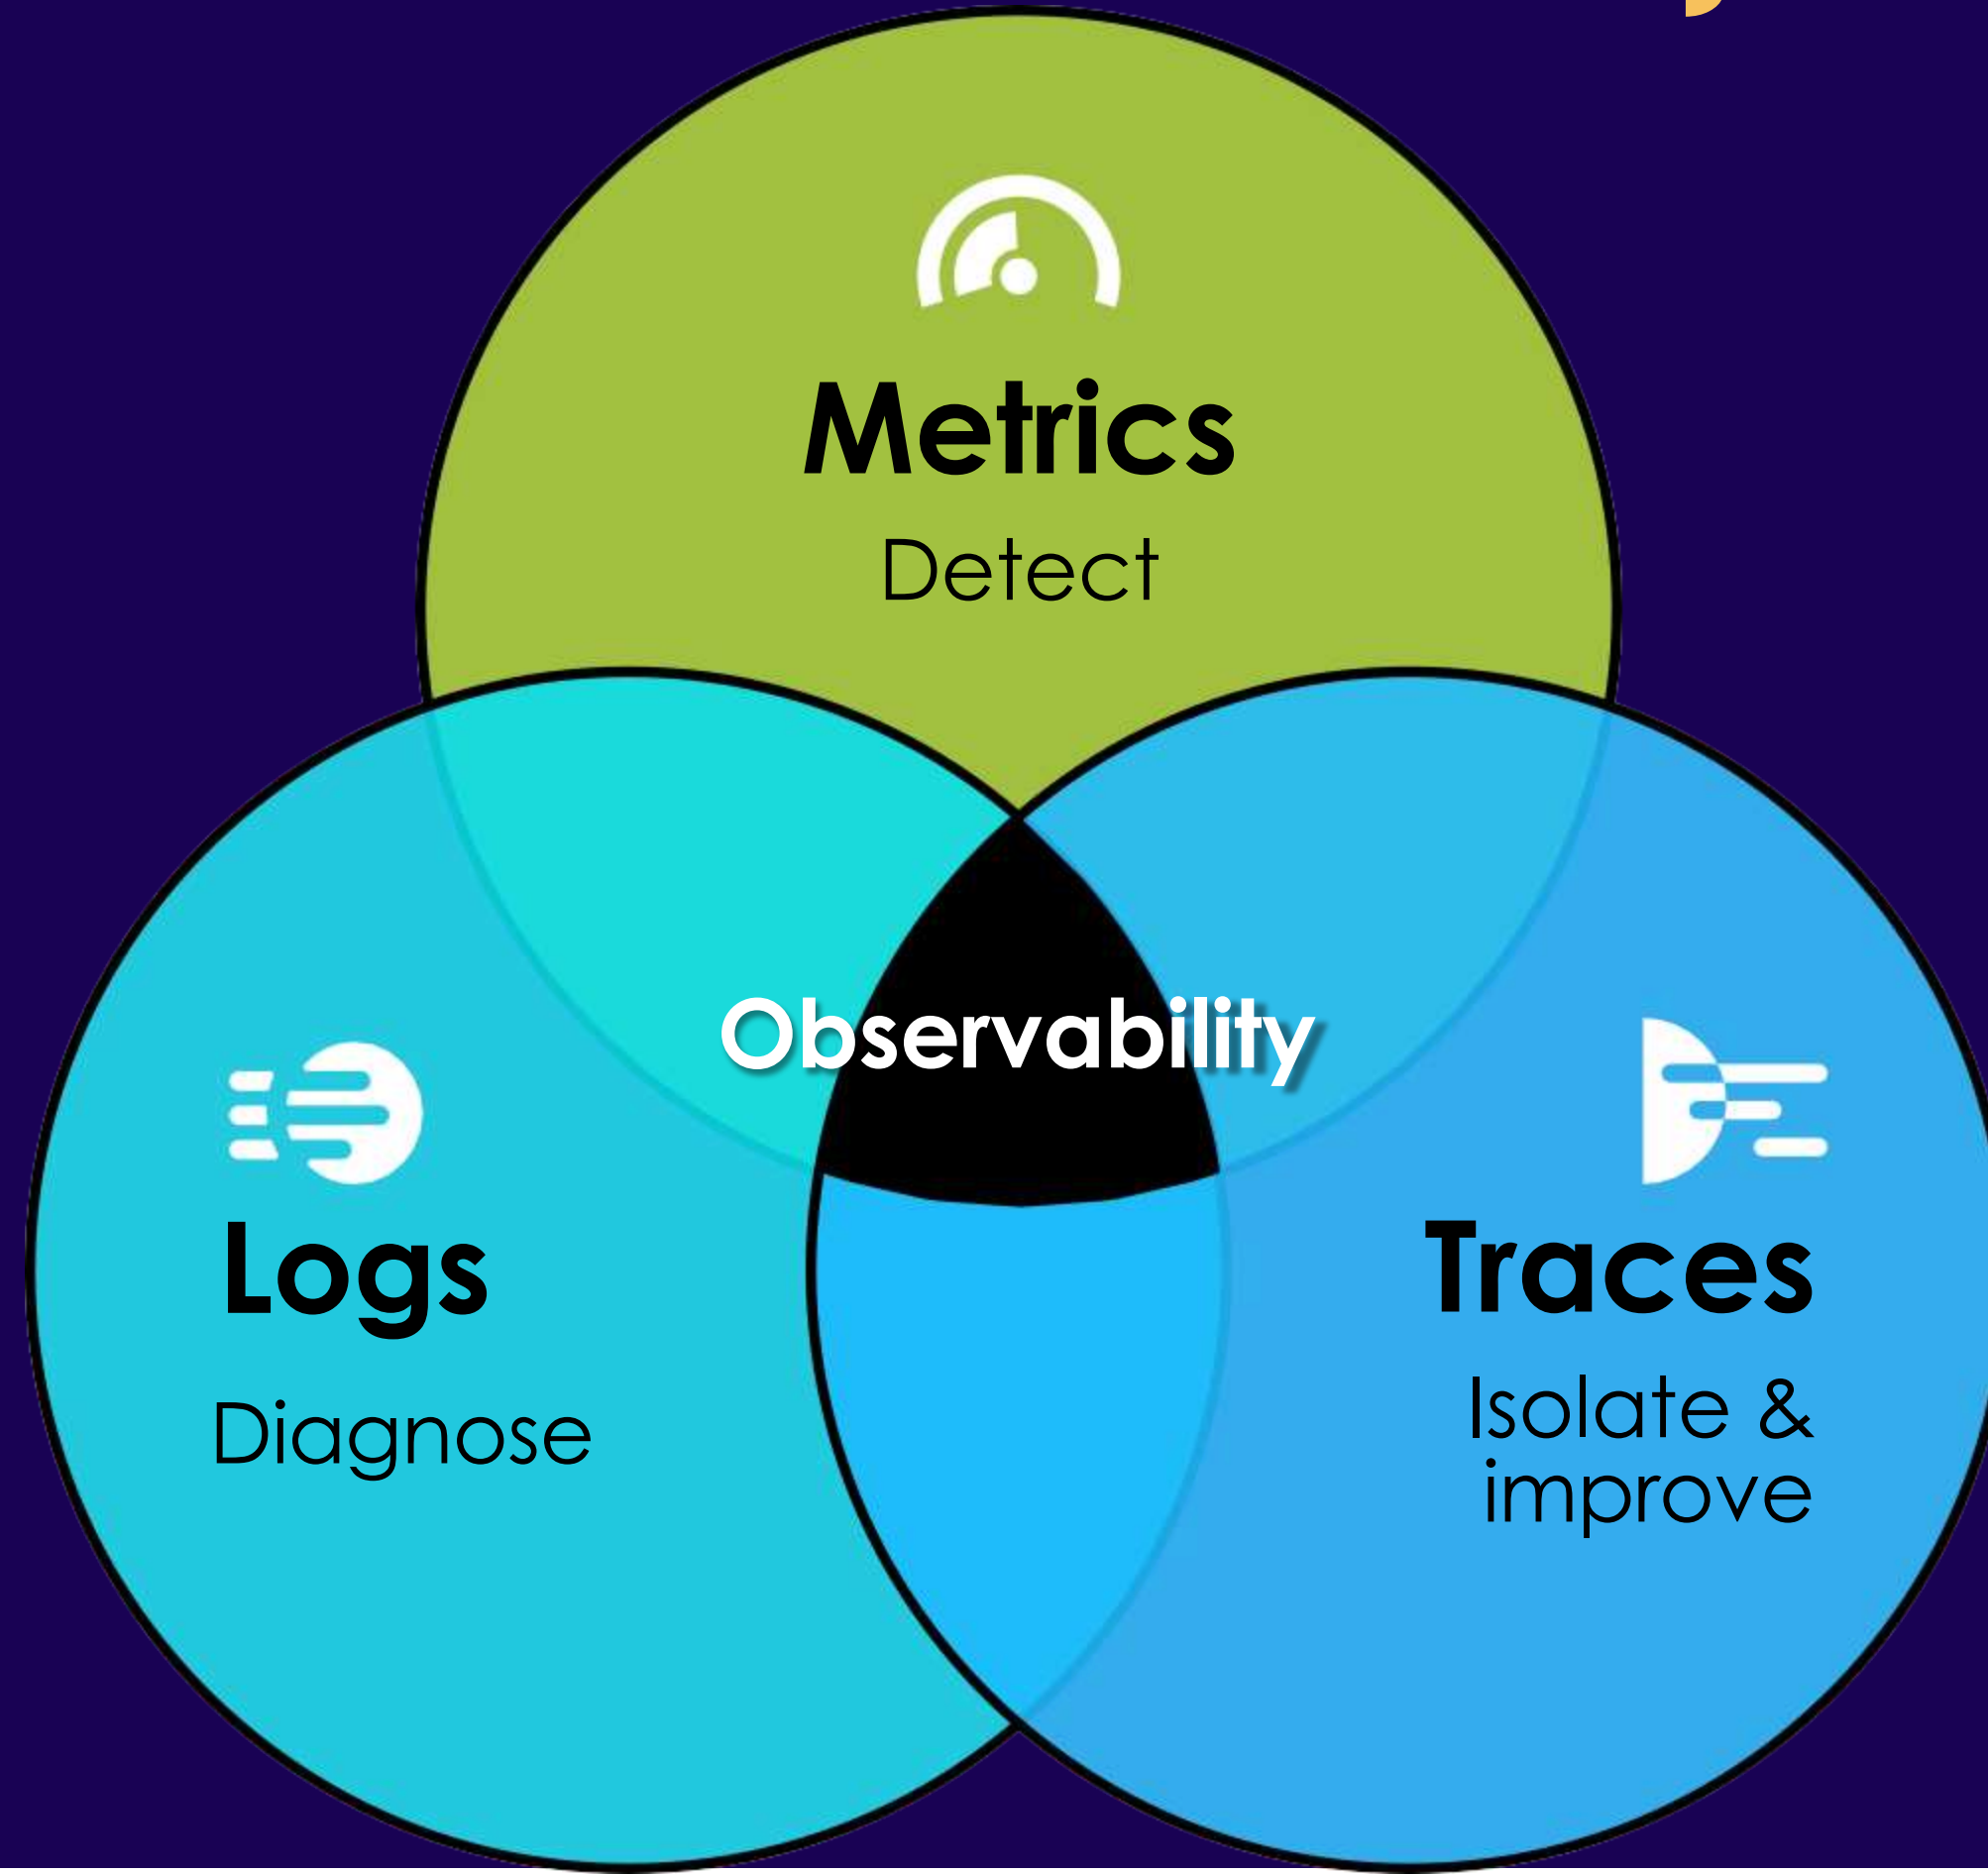 Metrics
Detect
Observability
Logs
Diagnose
Traces
Isolate &
improve